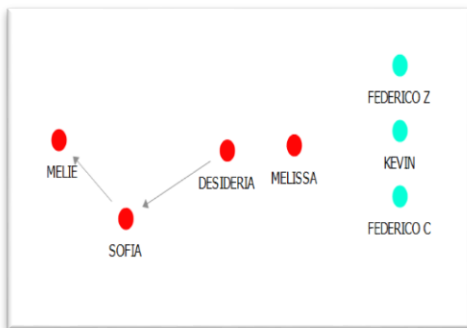 FEDERICO Z
MELIE
DESIDERIA
MELISSA
KEVIN
SOFIA
FEDERICO C